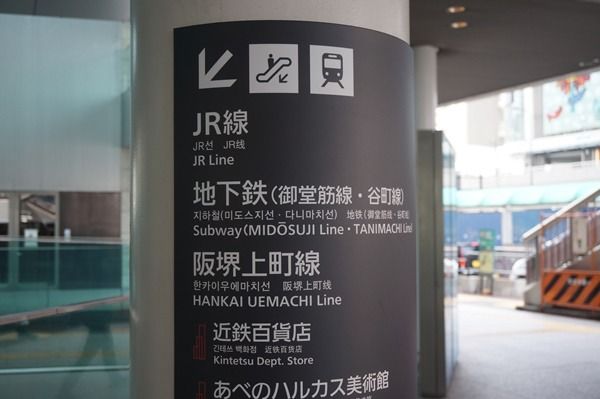 JR線
JR선 JR线
JR Line
地下鉄(御堂筋線・谷町線)
지하철(미도스지선・다니마치선) 地铁(御堂筋线・谷町线)
Subway(MIDŌSUJI Line・TANIMACHI Line)
阪堺上町線
한카이우에마치선 阪堺上町线
HANKAI UEMACHI Line
近鉄百貨店
긴테쓰 백화점 近铁百货店
Kintetsu Dept. Store
あべのハルカス美術館